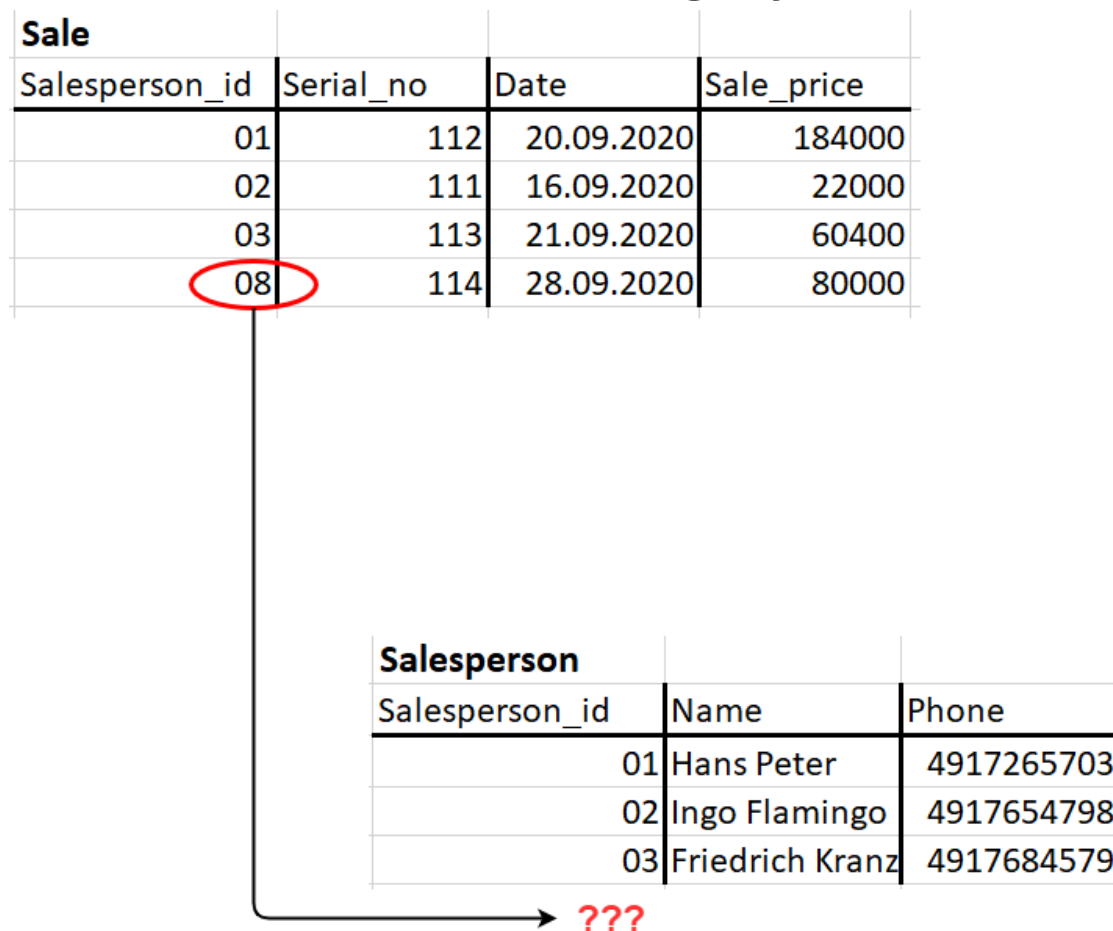 Sale
Salesperson_id Serial_no Date Sale_price
01 112 20.09.2020 184000
02 111 16.09.2020 22000
03 113 21.09.2020 60400
08 114 28.09.2020 80000
Salesperson
Salesperson_id Name Phone
01 Hans Peter 4917265703
02 Ingo Flamingo 4917654798
03 Friedrich Kranz 4917684579
???